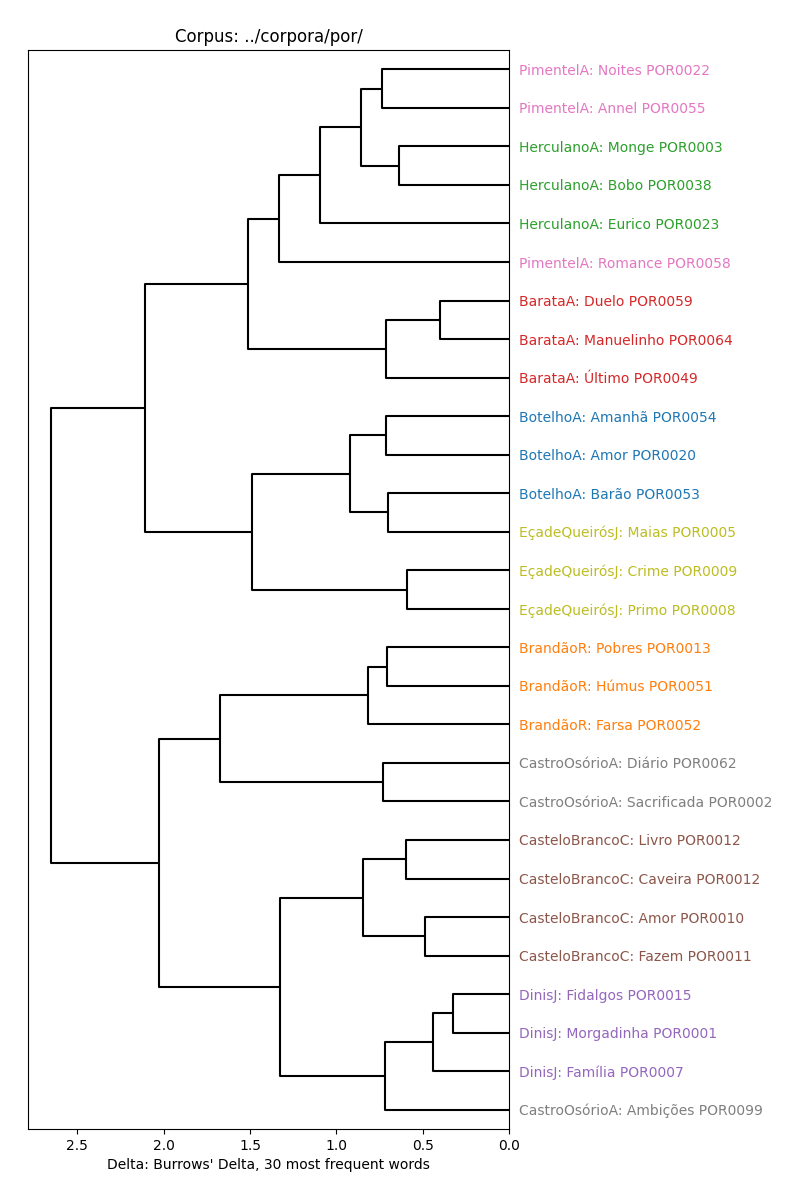 Corpus: ../corpora/por/
PimentelA: Noites POR0022
PimentelA: Annel POR0055
HerculanoA: Monge POR0003
HerculanoA: Bobo POR0038
HerculanoA: Eurico POR0023
PimentelA: Romance POR0058
BarataA: Duelo POR0059
BarataA: Manuelinho POR0064
BarataA: Último POR0049
BotelhoA: Amanhã POR0054
BotelhoA: Amor POR0020
BotelhoA: Barão POR0053
EçadeQueirósJ: Maias POR0005
EçadeQueirósJ: Crime POR0009
EçadeQueirósJ: Primo POR0008
BrandãoR: Pobres POR0013
BrandãoR: Húmus POR0051
BrandãoR: Farsa POR0052
CastroOsórioA: Diário POR0062
CastroOsórioA: Sacrificada POR0002
CasteloBrancoC: Livro POR0012
CasteloBrancoC: Caveira POR0012
CasteloBrancoC: Amor POR0010
CasteloBrancoC: Fazem POR0011
DinisJ: Fidalgos POR0015
DinisJ: Morgadinha POR0001
DinisJ: Família POR0007
CastroOsórioA: Ambições POR0099
2.5 2.0 1.5 1.0 0.5 0.0
Delta: Burrows' Delta, 30 most frequent words